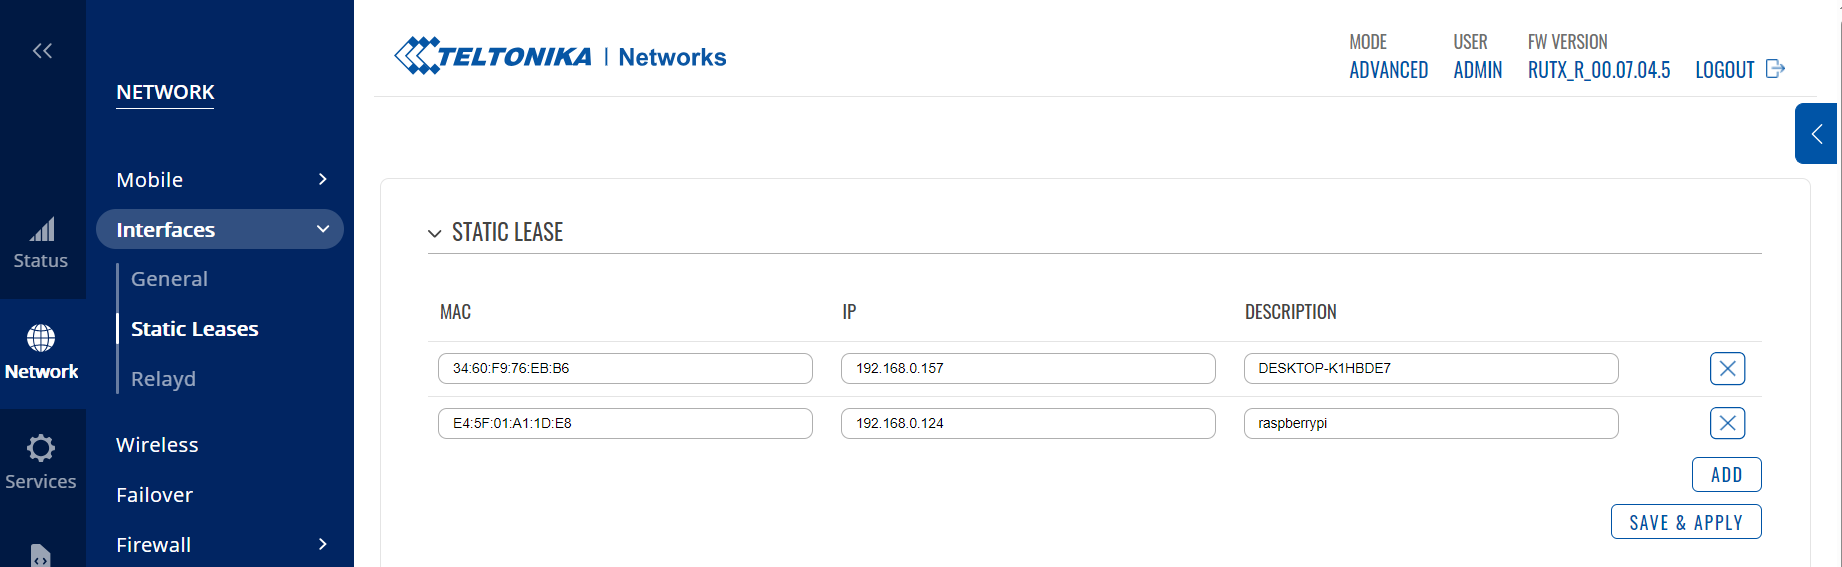 TELTONIKA | Networks
MODE
ADVANCED
USER
ADMIN
FW VERSION
RUTX_R_00.07.04.5
LOGOUT
Status
Network
Services
NETWORK
Mobile
Interfaces
General
Static Leases
Relayd
Wireless
Failover
Firewall
STATIC LEASE
MAC IP DESCRIPTION
34:60:F9:76:EB:B6 192.168.0.157 DESKTOP-K1HBDE7
E4:5F:01:A1:1D:E8 192.168.0.124 raspberrypi
ADD
SAVE & APPLY